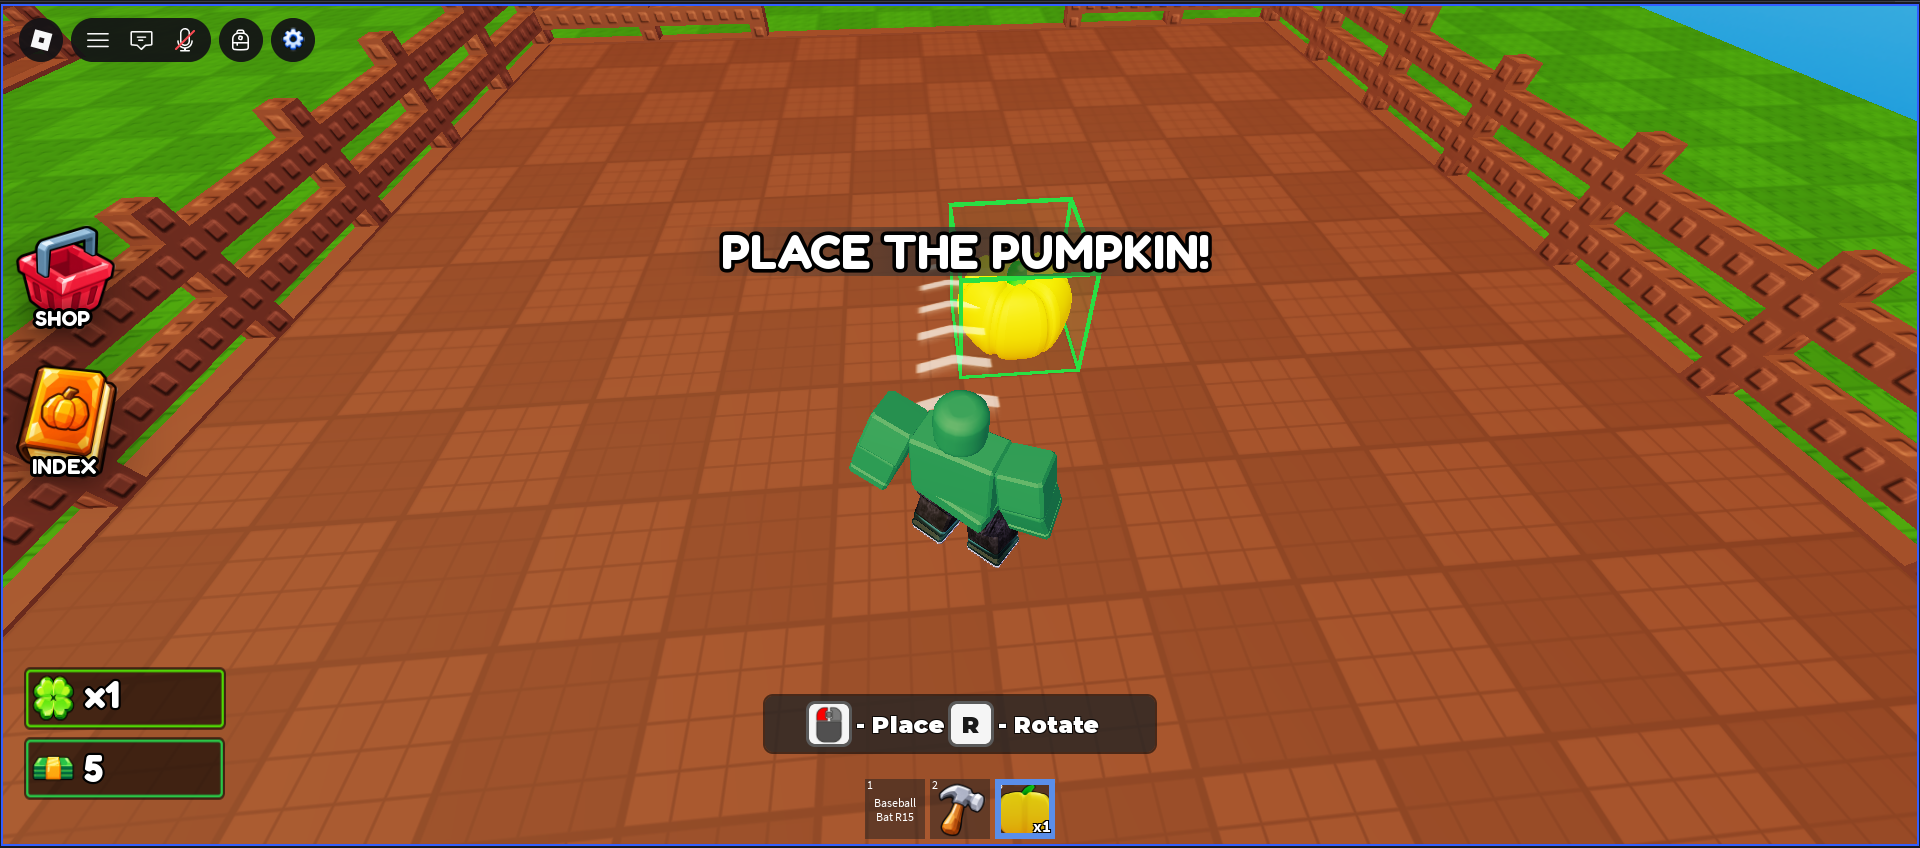 PLACE THE PUMPKIN!
SHOP
INDEX
x1
5
- Place R - Rotate
1
Baseball
Bat R15
2
x1